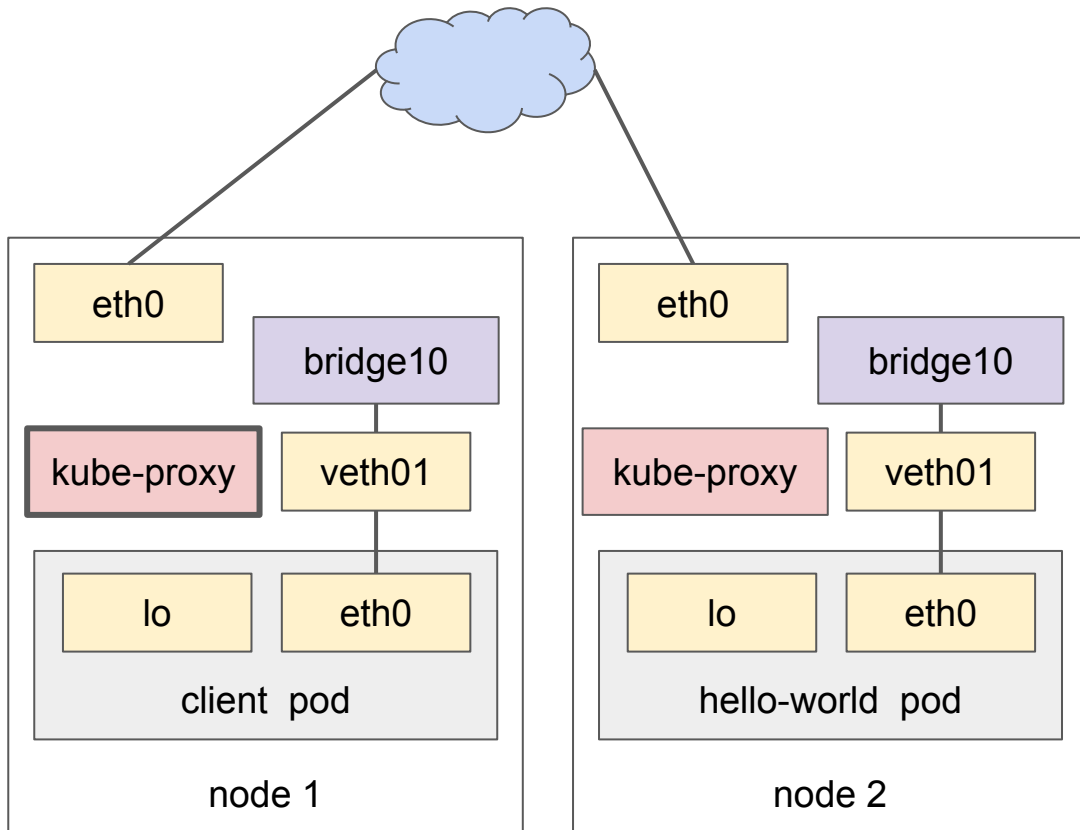 eth0
bridge10
kube-proxy
veth01
lo
eth0
client pod
node 1
eth0
bridge10
kube-proxy
veth01
lo
eth0
hello-world pod
node 2